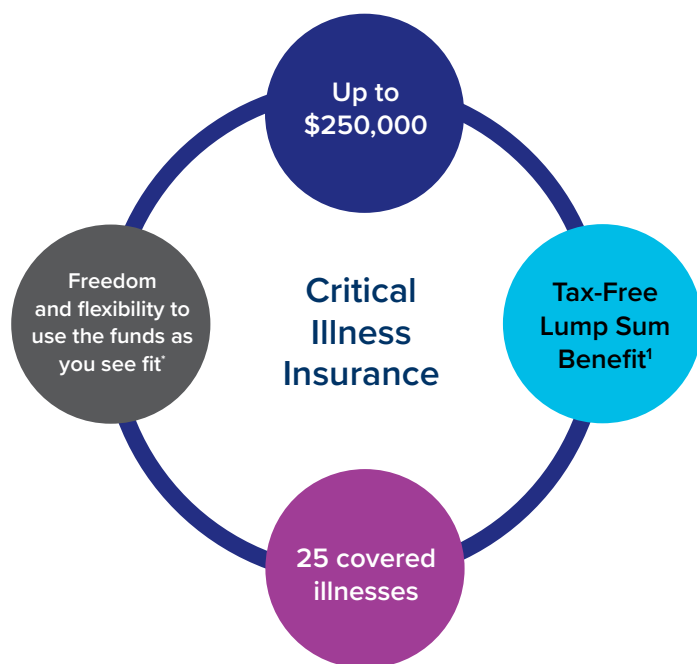 Up to
$250,000
Freedom
and flexibility to
use the funds as
you see fit*
Critical
Illness
Insurance
Tax-Free
Lump Sum
Benefit¹
25 covered
illnesses